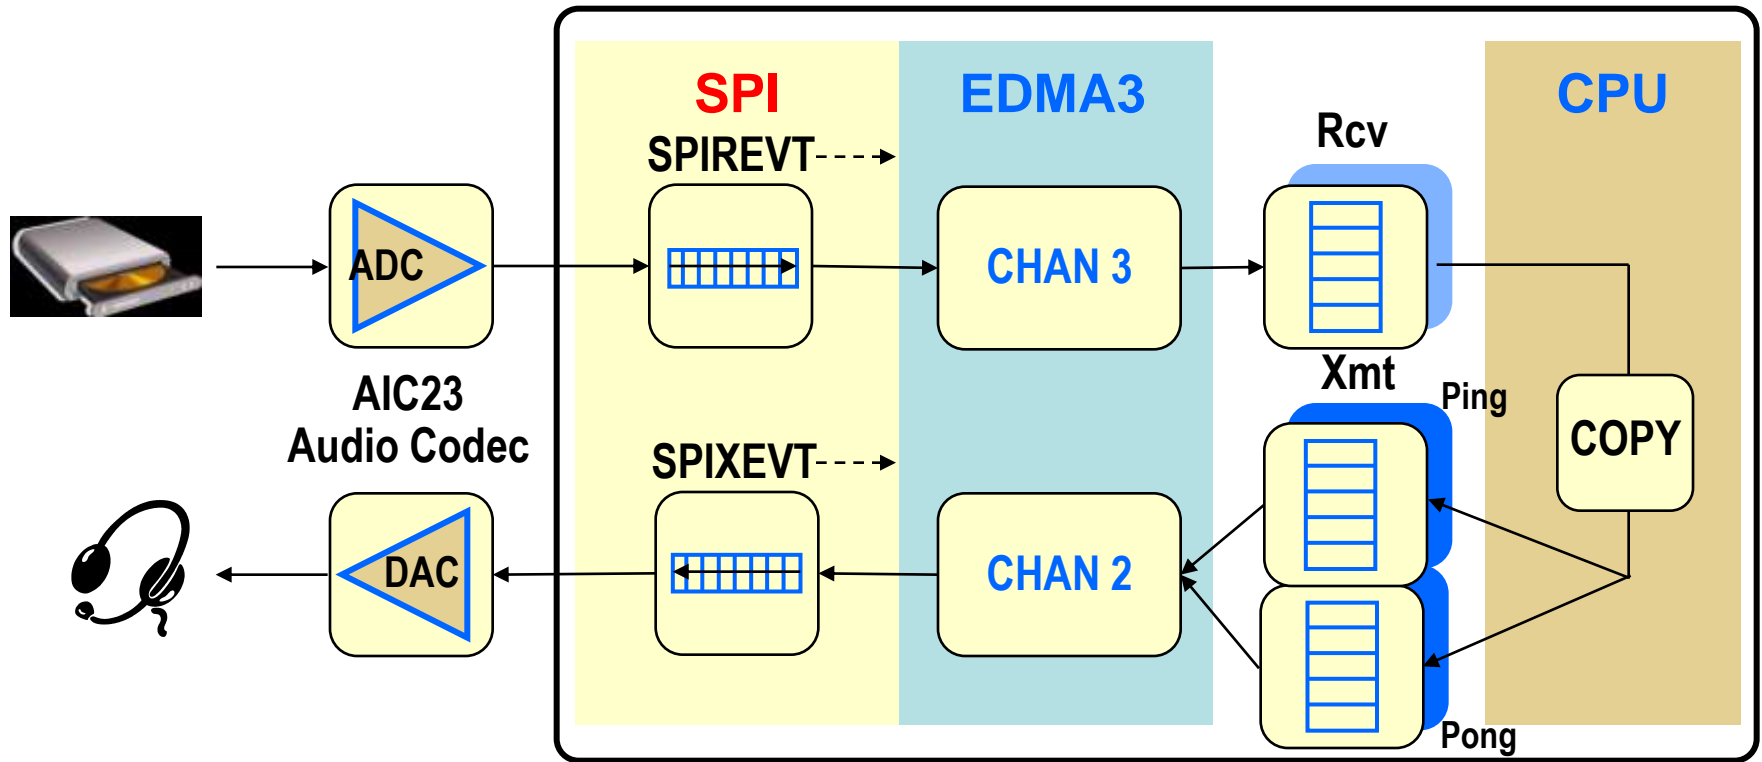 SPI
EDMA3
CPU
SPIREVT
Rcv
ADC
CHAN 3
AIC23
Audio Codec
Xmt
Ping
SPIXEVT
COPY
DAC
CHAN 2
Pong